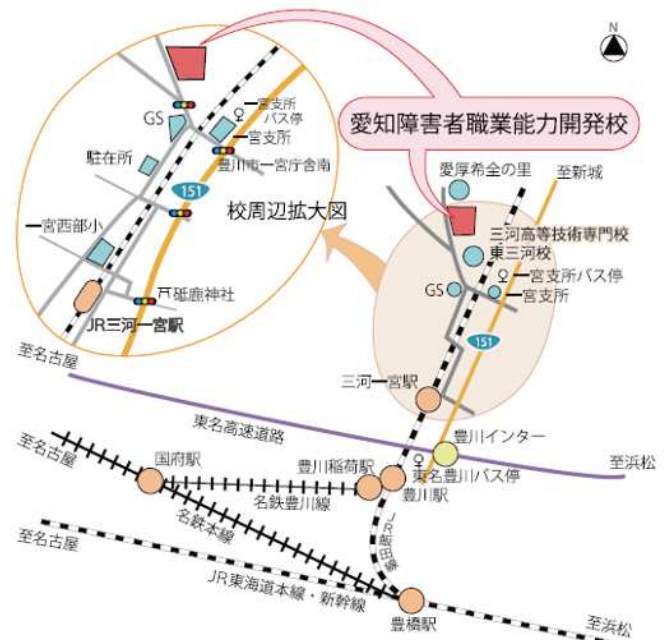 N
愛知障害者職業能力開発校
一宮支所
バス停
GS
一宮支所
豊川市一宮庁舎南
駐在所
151
校周辺拡大図
一宮西部小
砥鹿神社
JR三河一宮駅
愛厚希全の里
至新城
三河高等技術専門校
東三河校
一宮支所バス停
GS
一宮支所
151
三河一宮駅
至名古屋
東名高速道路
豊川インター
至浜松
至名古屋
国府駅
豊川稲荷駅
東名豊川バス停
豊川駅
名鉄豊川線
名鉄本線
JR飯田線
至名古屋
JR東海道本線・新幹線
豊橋駅
至浜松